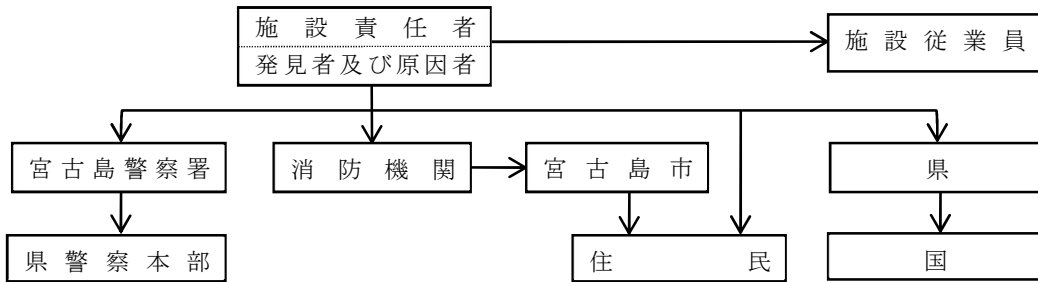 施設責任者
発見者及び原因者
施設従業員
宮古島警察署
消防機関
宮古島市
県
県警察本部
住民
国